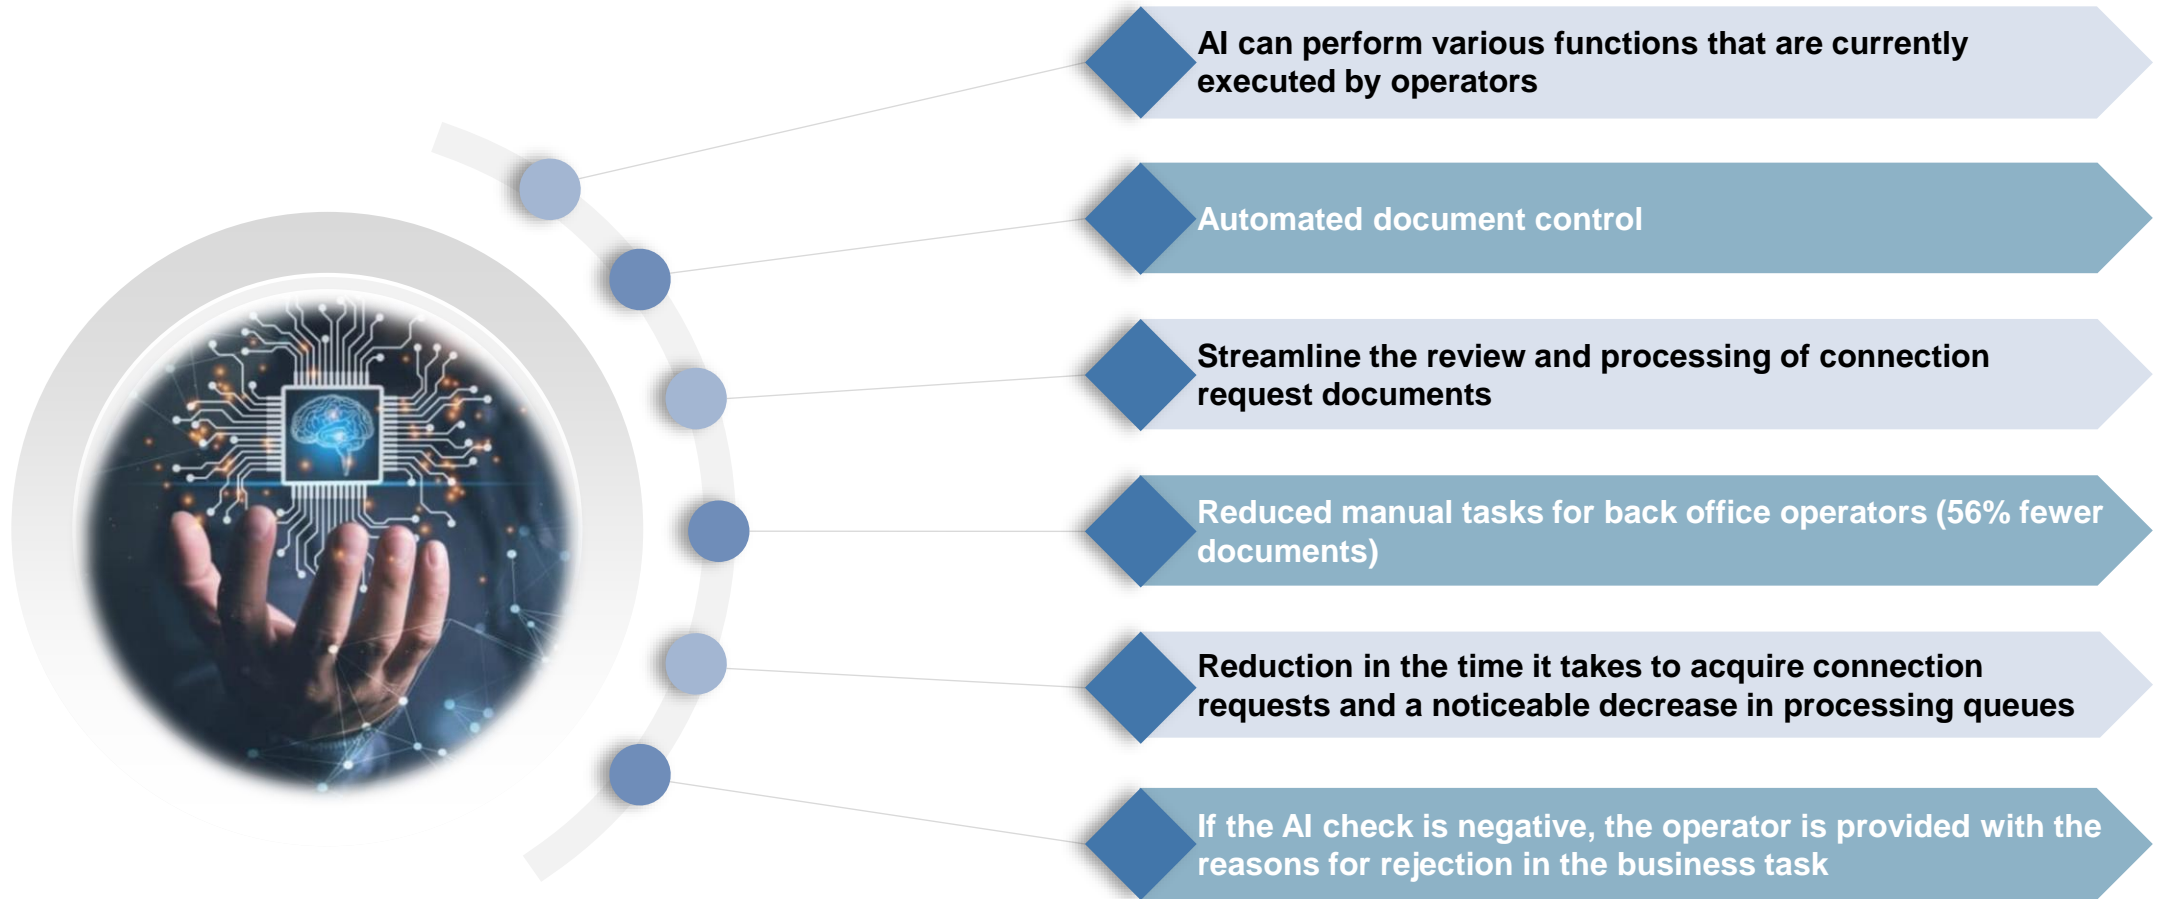 AI can perform various functions that are currently
executed by operators
Automated document control
Streamline the review and processing of connection
request documents
Reduced manual tasks for back office operators (56% fewer
documents)
Reduction in the time it takes to acquire connection
requests and a noticeable decrease in processing queues
If the AI check is negative, the operator is provided with the
reasons for rejection in the business task